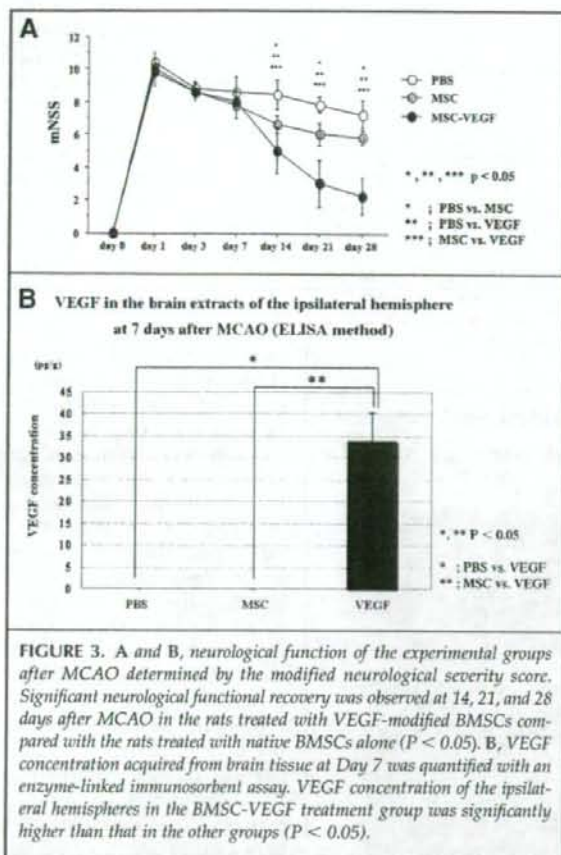 A
12
10
8
6
4
2
0
mNSS
day 0 day 1 day 3 day 7 day 14 day 21 day 28
* * *
** ** **
*** *** ***
PBS
MSC
MSC-VEGF
*, **, *** p < 0.05
* ; PBS vs. MSC
** ; PBS vs. VEGF
*** ; MSC vs. VEGF
B VEGF in the brain extracts of the ipsilateral hemisphere
at 7 days after MCAO (ELISA method)
(pg/g)
45
40
35
30
25
20
15
10
5
0
VEGF concentration
*
**
PBS MSC VEGF
*, ** P < 0.05
* ; PBS vs. VEGF
** ; MSC vs. VEGF
FIGURE 3. A and B, neurological function of the experimental groups
after MCAO determined by the modified neurological severity score.
Significant neurological functional recovery was observed at 14, 21, and 28
days after MCAO in the rats treated with VEGF-modified BMSCs com-
pared with the rats treated with native BMSCs alone (P < 0.05). B, VEGF
concentration acquired from brain tissue at Day 7 was quantified with an
enzyme-linked immunosorbent assay. VEGF concentration of the ipsilat-
eral hemispheres in the BMSC-VEGF treatment group was significantly
higher than that in the other groups (P < 0.05).